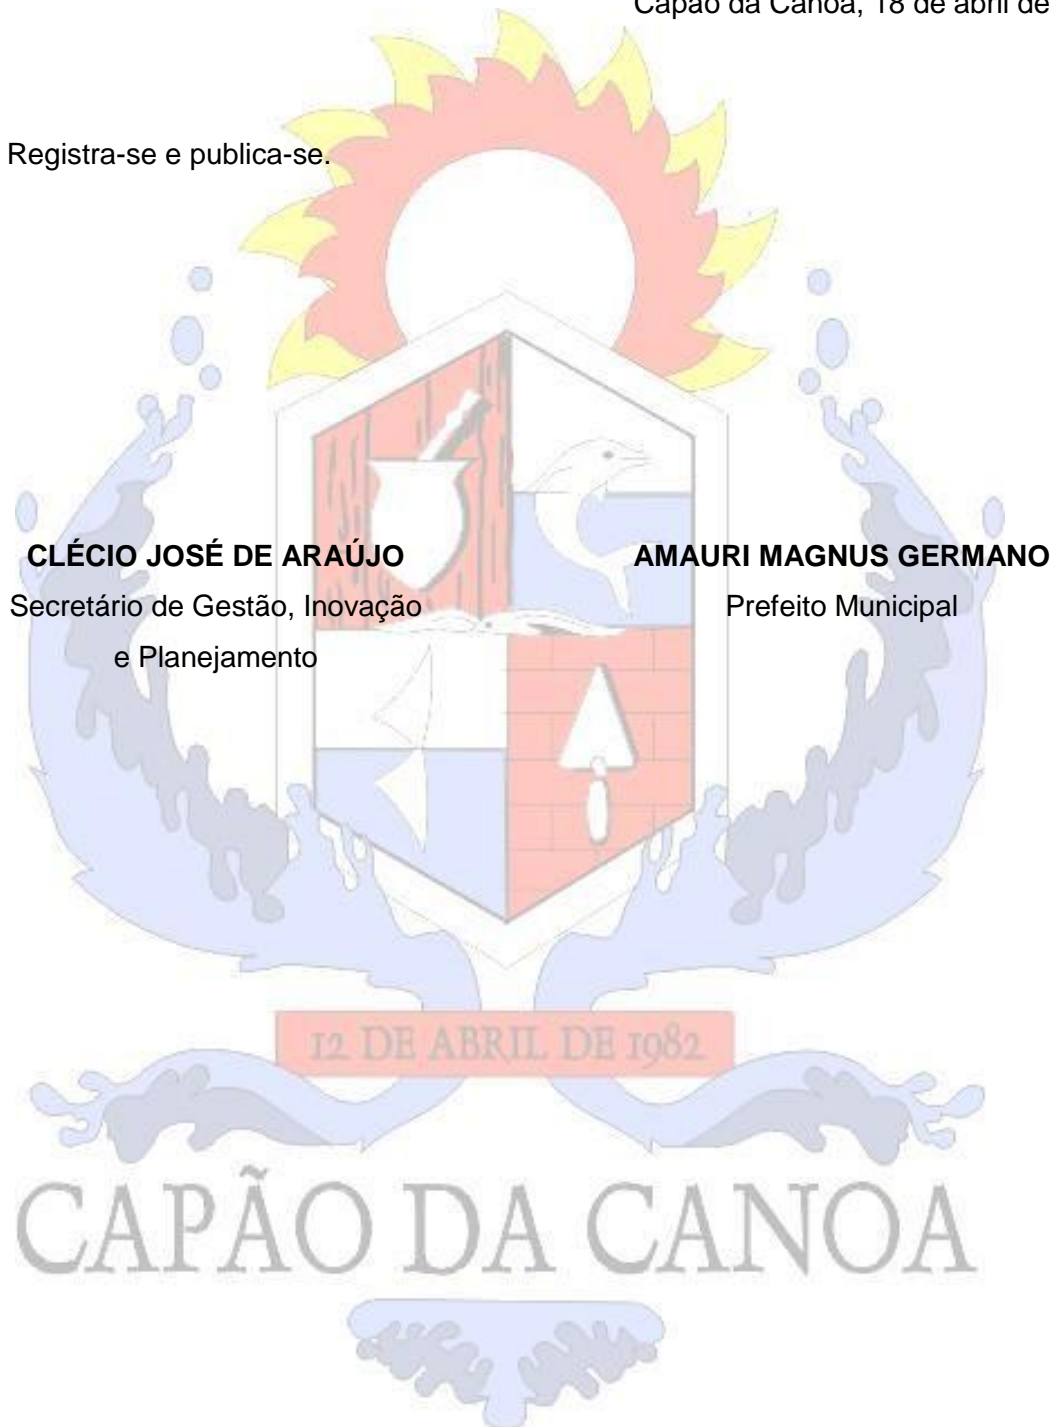 Capão da Canoa, 18 de abril de
Registra-se e publica-se.
CLÉCIO JOSÉ DE ARAÚJO
Secretário de Gestão, Inovação
e Planejamento
AMAURI MAGNUS GERMANO
Prefeito Municipal
12 DE ABRIL DE 1982
CAPÃO DA CANOA